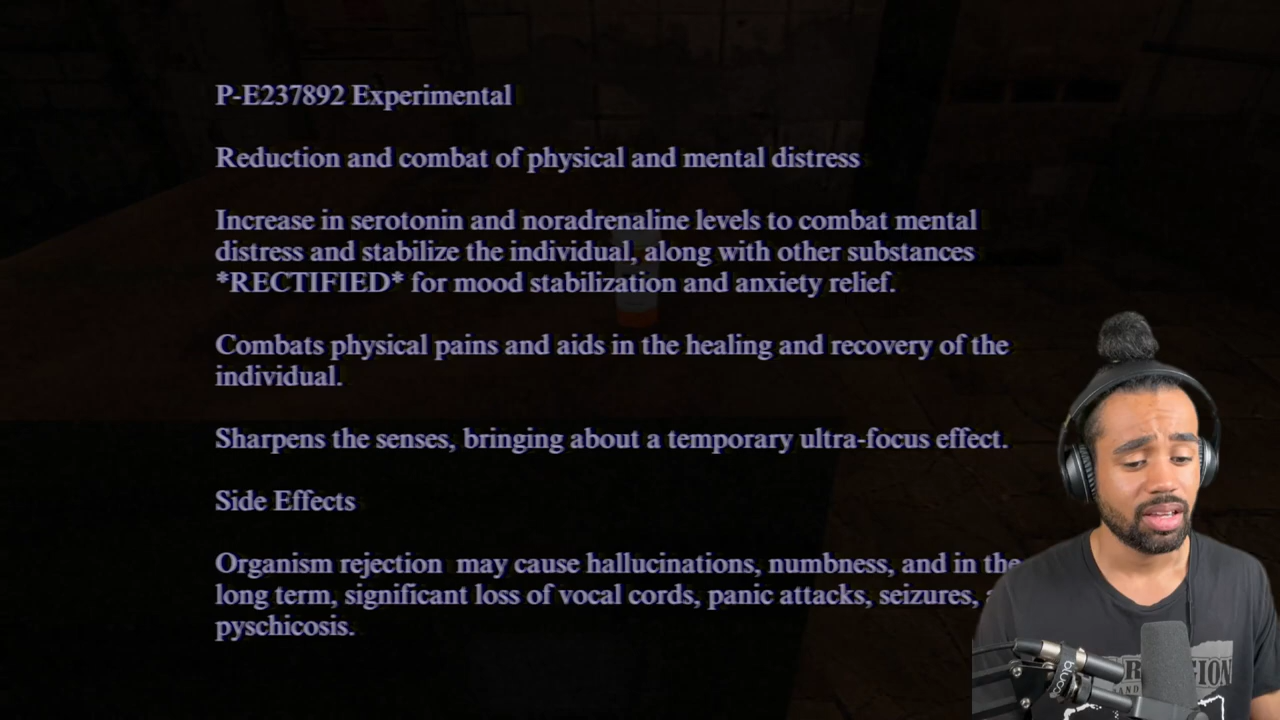 P-E237892 Experimental
Reduction and combat of physical and mental distress
Increase in serotonin and noradrenaline levels to combat mental
distress and stabilize the individual, along with other substances
*RECTIFIED* for mood stabilization and anxiety relief.
Combats physical pains and aids in the healing and recovery of the
individual.
Sharpens the senses, bringing about a temporary ultra-focus effect.
Side Effects
Organism rejection may cause hallucinations, numbness, and in the
long term, significant loss of vocal cords, panic attacks, seizures,
pyschicosis.
blue
AND